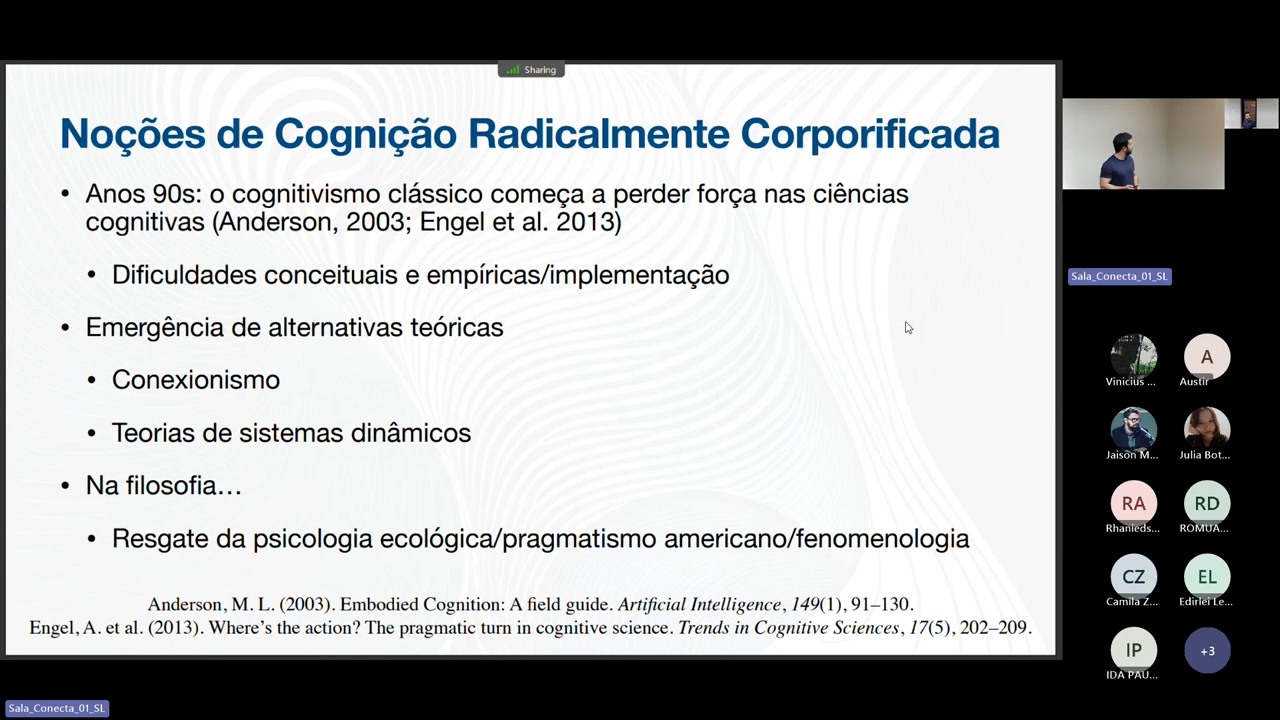 Sharing
Noções de Cognição Radicalmente Corporificada
• Anos 90s: o cognitivismo clássico começa a perder força nas ciências
cognitivas (Anderson, 2003; Engel et al. 2013)
• Dificuldades conceituais e empíricas/implementação
• Emergência de alternativas teóricas
• Conexionismo
• Teorias de sistemas dinâmicos
• Na filosofia…
• Resgate da psicologia ecológica/pragmatismo americano/fenomenologia
Anderson, M. L. (2003). Embodied Cognition: A field guide. Artificial Intelligence, 149(1), 91–130.
Engel, A. et al. (2013). Where’s the action? The pragmatic turn in cognitive science. Trends in Cognitive Sciences, 17(5), 202–209.
Sala_Conecta_01_SL
Vinicius ...
A
Austir
Jaison M...
Julia Bot...
RA
Rhanieds...
RD
ROMUA...
CZ
Camila Z...
EL
Edirlei Le...
IP
IDA PAU...
+3
Sala_Conecta_01_SL